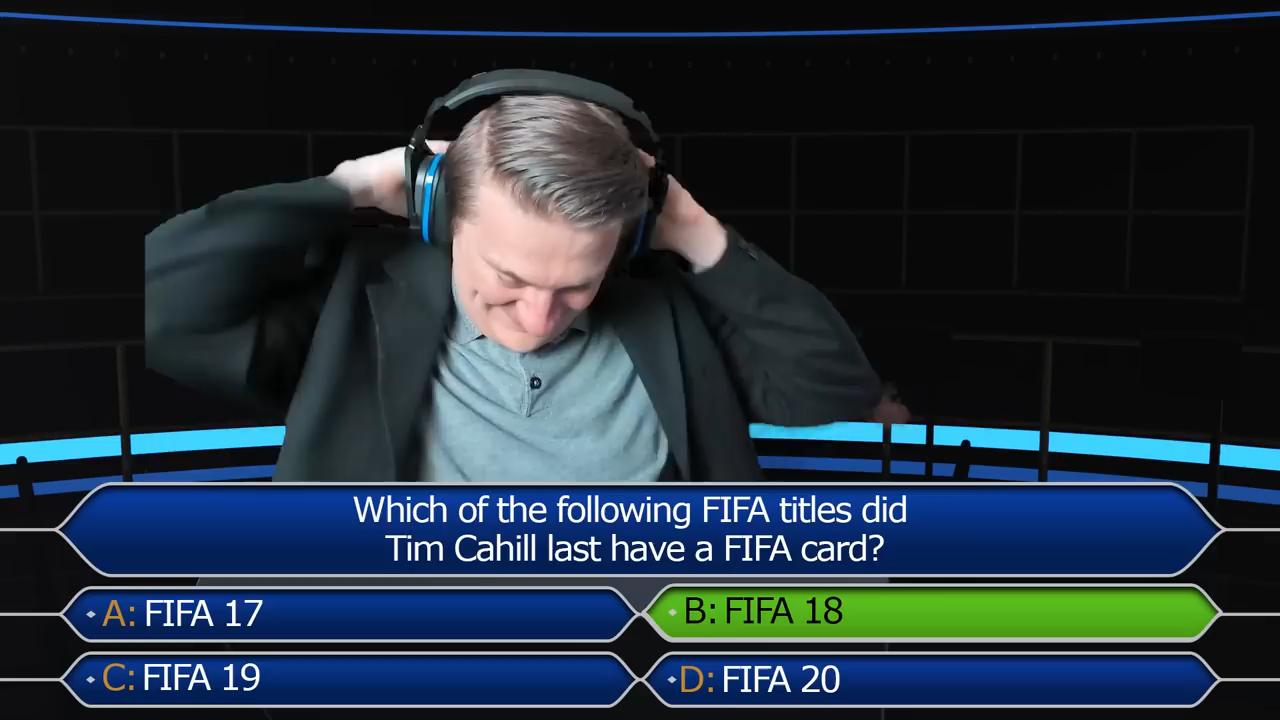 Which of the following FIFA titles did
Tim Cahill last have a FIFA card?
A: FIFA 17
B: FIFA 18
C: FIFA 19
D: FIFA 20